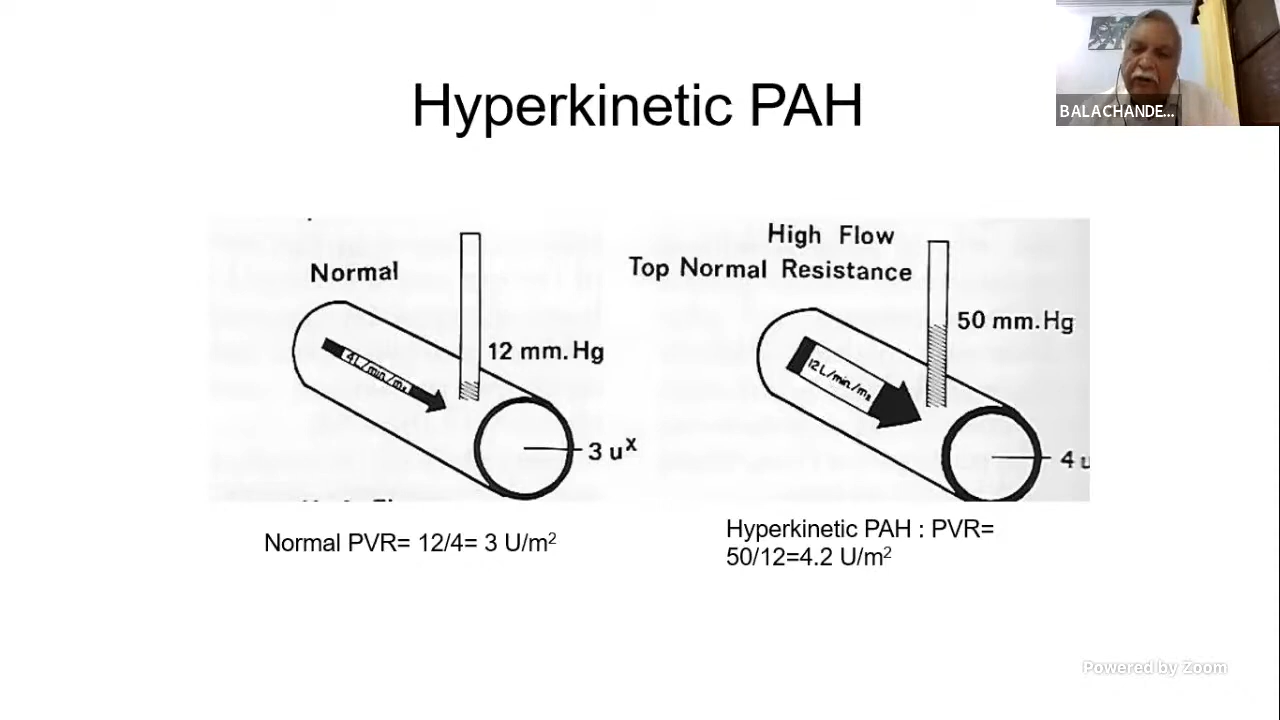 Hyperkinetic PAH
BALACHANDE...
Normal
4L/min/m2
12 mm.Hg
3 uˣ
High Flow
Top Normal Resistance
12L/min./m2
50 mm.Hg
4 u
Normal PVR= 12/4= 3 U/m²
Hyperkinetic PAH : PVR=
50/12=4.2 U/m²
Powered by Zoom